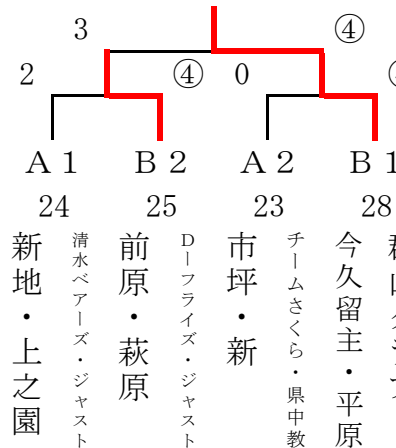 3 ④
2 ④ 0
A1 B2 A2 B1
24 25 23 28
新地・上之園
清水ベアーズ・ジャスト
前原・萩原
Dーフライズ・ジャスト
市坪・新
チームさくら・県中教
今久留主・平原